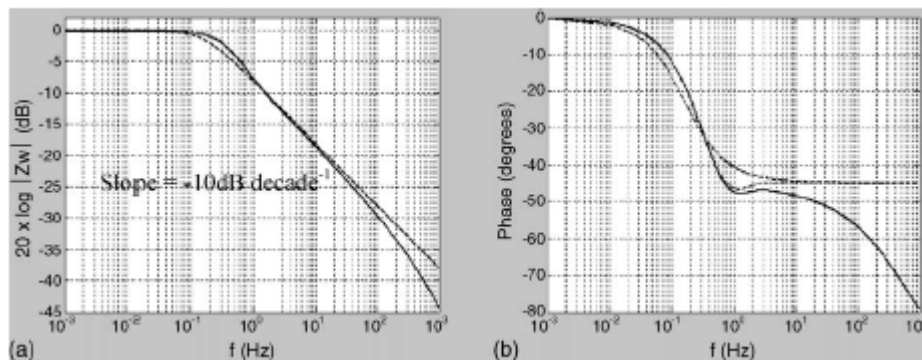 0
-5
-10
-15
-20
-25
-30
-35
-40
-45
20 x log |Zw| (dB)
Slope = -10dB decade⁻¹
10⁻³ 10⁻² 10⁻¹ 10⁰ 10¹ 10² 10³
(a) f (Hz)
0
-10
-20
-30
-40
-50
-60
-70
-80
Phase (degrees)
10⁻³ 10⁻² 10⁻¹ 10⁰ 10¹ 10² 10³
(b) f (Hz)